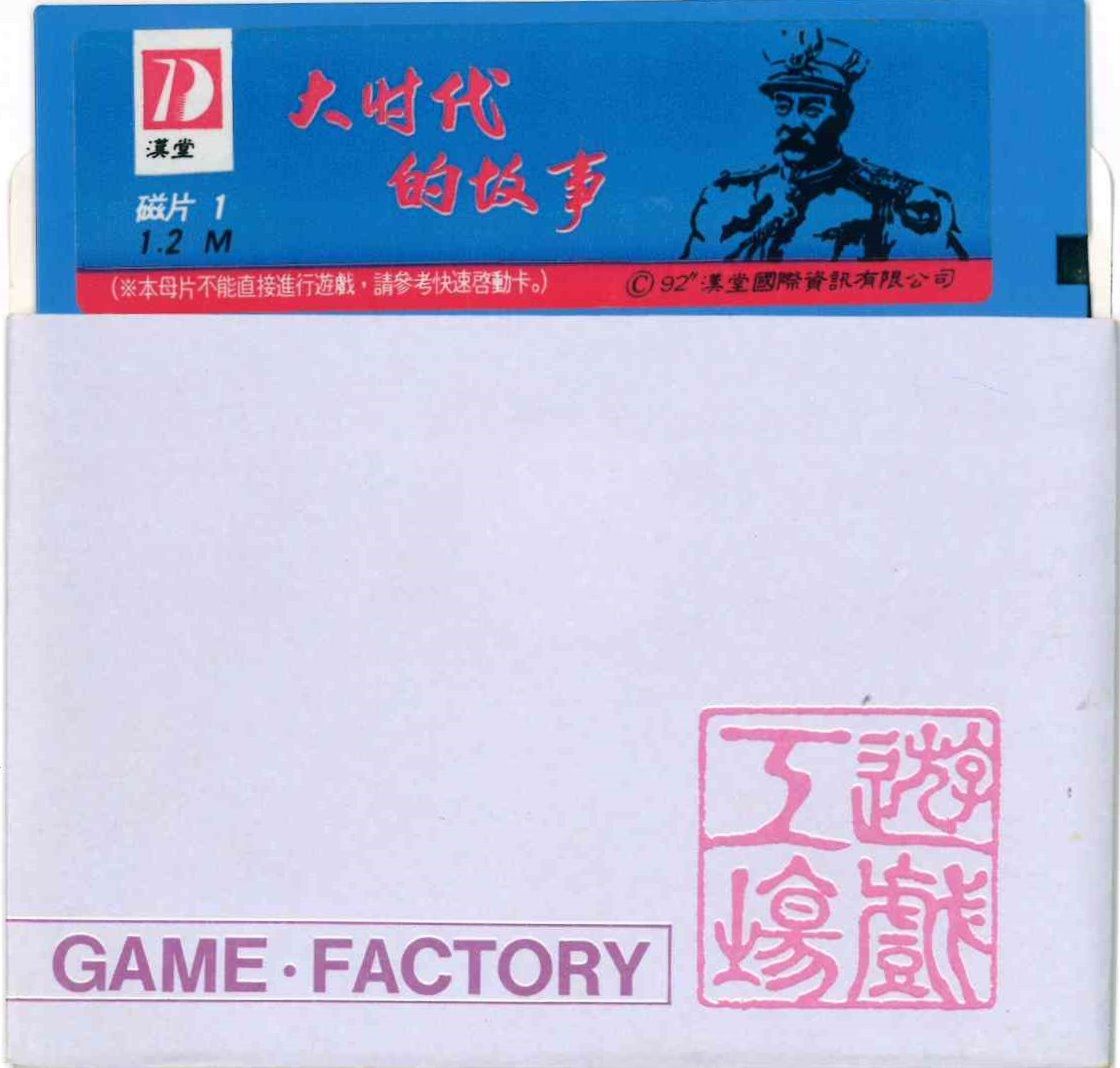 漢堂
大时代
的故事
磁片 1
1.2 M
(※本母片不能直接進行遊戲，請參考快速啓動卡。)
Ⓒ 92" 漢堂國際資訊有限公司
遊戲
工場
GAME·FACTORY